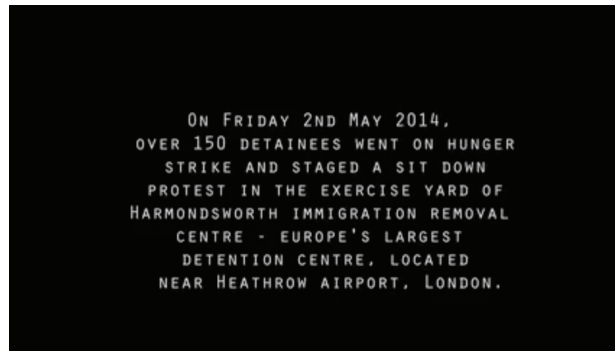 On Friday 2nd May 2014,
over 150 detainees went on hunger
strike and staged a sit down
protest in the exercise yard of
Harmondsworth immigration removal
centre - europe's largest
detention centre, located
near Heathrow airport, London.